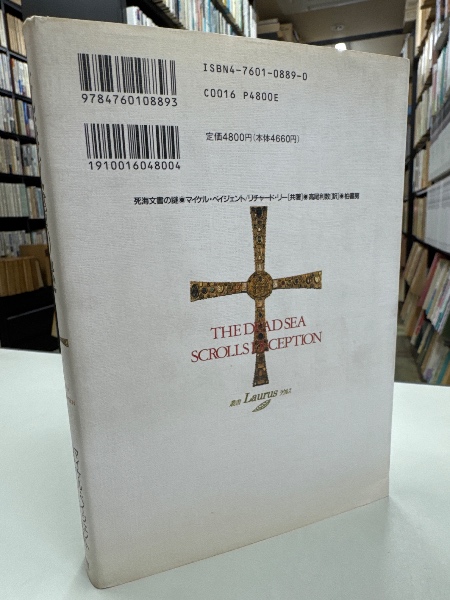 ISBN4-7601-0889-0
C0016 P4800E
9784760108893
定価4800円(本体4660円)
1910016048004
死海文書の謎●マイケル・ベイジェント/リチャード・リー[共著]●高尾利数[訳]●柏書房
THE DEAD SEA
SCROLLS DECEPTION
叢書 Laurus